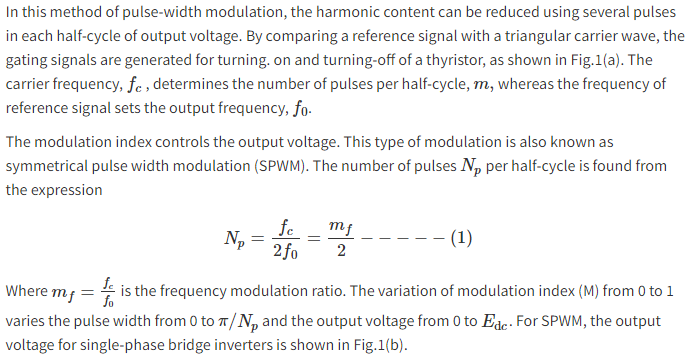 In this method of pulse-width modulation, the harmonic content can be reduced using several pulses
in each half-cycle of output voltage. By comparing a reference signal with a triangular carrier wave, the
gating signals are generated for turning. on and turning-off of a thyristor, as shown in Fig.1(a). The
carrier frequency, f_c , determines the number of pulses per half-cycle, m, whereas the frequency of
reference signal sets the output frequency, f_0.
The modulation index controls the output voltage. This type of modulation is also known as
symmetrical pulse width modulation (SPWM). The number of pulses N_p per half-cycle is found from
the expression
N_p = f_c / 2f_0 = m_f / 2 − − − − − (1)
Where m_f = f_c / f_o is the frequency modulation ratio. The variation of modulation index (M) from 0 to 1
varies the pulse width from 0 to π/N_p and the output voltage from 0 to E_dc. For SPWM, the output
voltage for single-phase bridge inverters is shown in Fig.1(b).